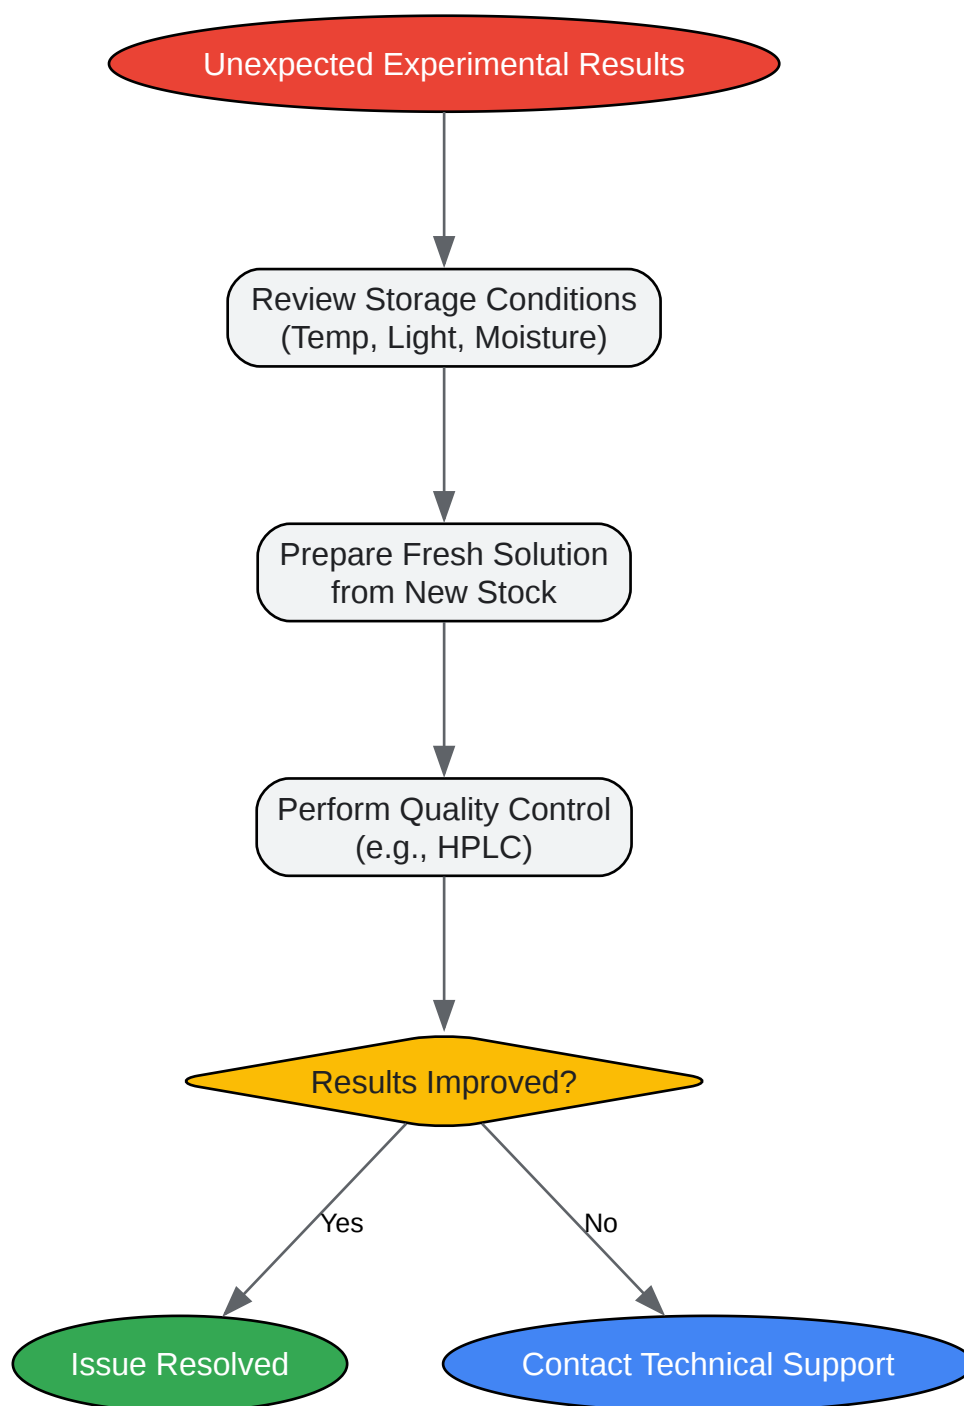 Unexpected Experimental Results
Review Storage Conditions
(Temp, Light, Moisture)
Prepare Fresh Solution
from New Stock
Perform Quality Control
(e.g., HPLC)
Results Improved?
Yes
No
Issue Resolved
Contact Technical Support